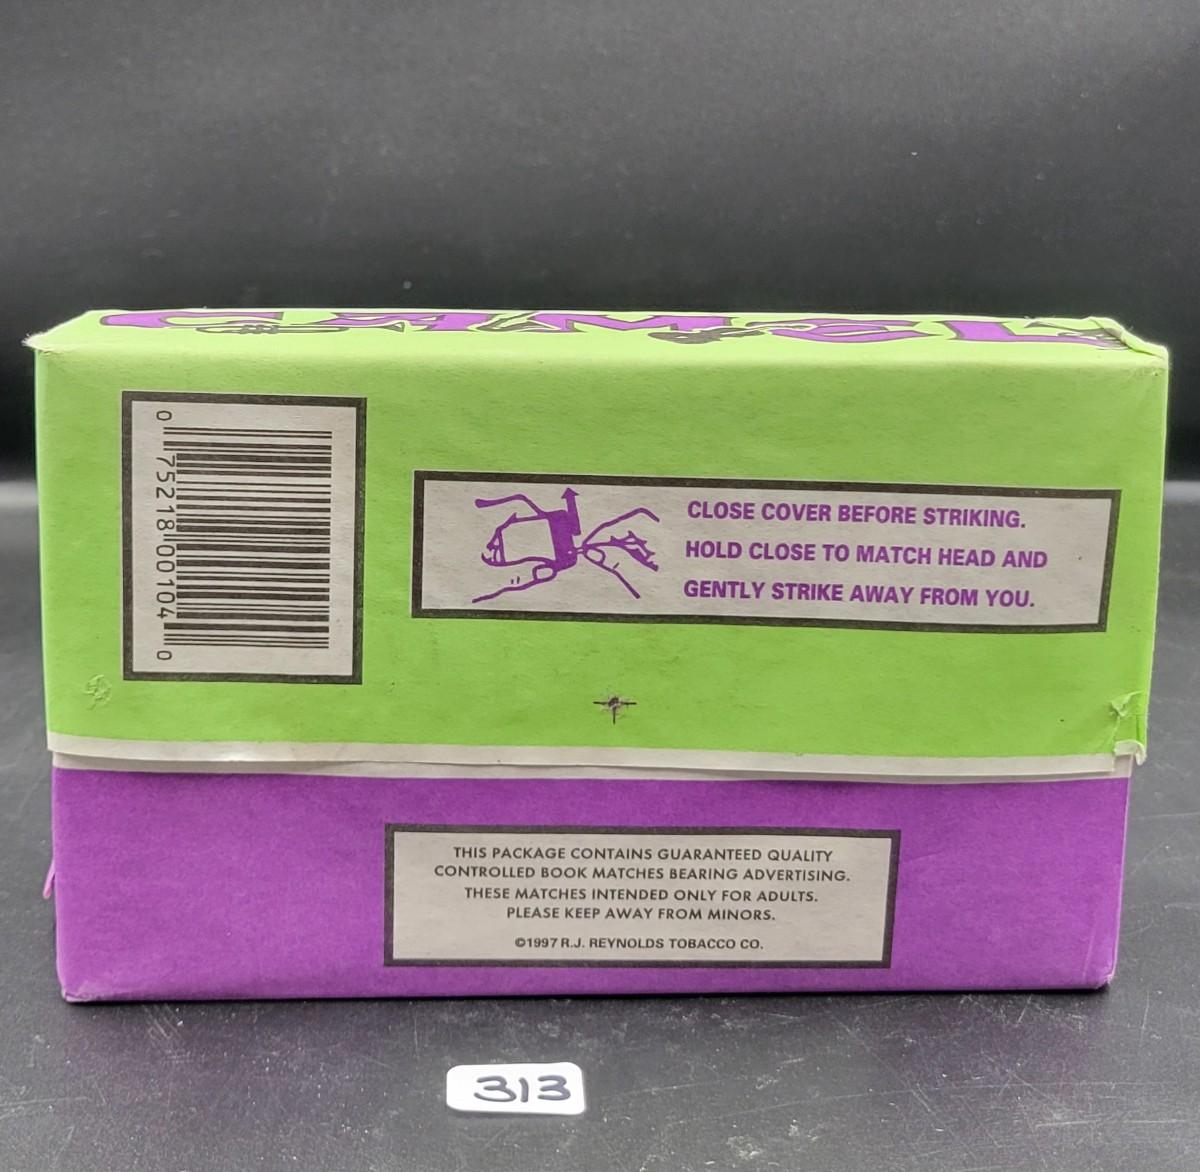 CAMEL
0 75218 00104 0
CLOSE COVER BEFORE STRIKING.
HOLD CLOSE TO MATCH HEAD AND
GENTLY STRIKE AWAY FROM YOU.
THIS PACKAGE CONTAINS GUARANTEED QUALITY
CONTROLLED BOOK MATCHES BEARING ADVERTISING.
THESE MATCHES INTENDED ONLY FOR ADULTS.
PLEASE KEEP AWAY FROM MINORS.
©1997 R.J. REYNOLDS TOBACCO CO.
313